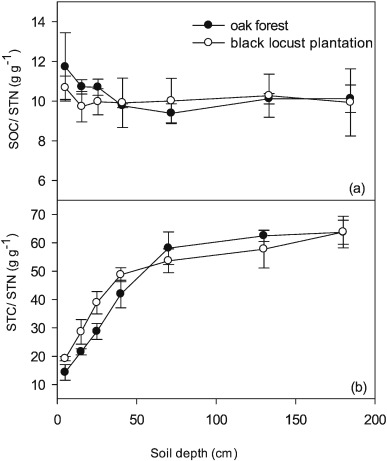 14
oak forest
black locust plantation
12
10
8
6
SOC/ STN (g g-1)
(a)
70
60
50
40
30
20
10
STC/ STN (g g-1)
(b)
0 50 100 150 200
Soil depth (cm)